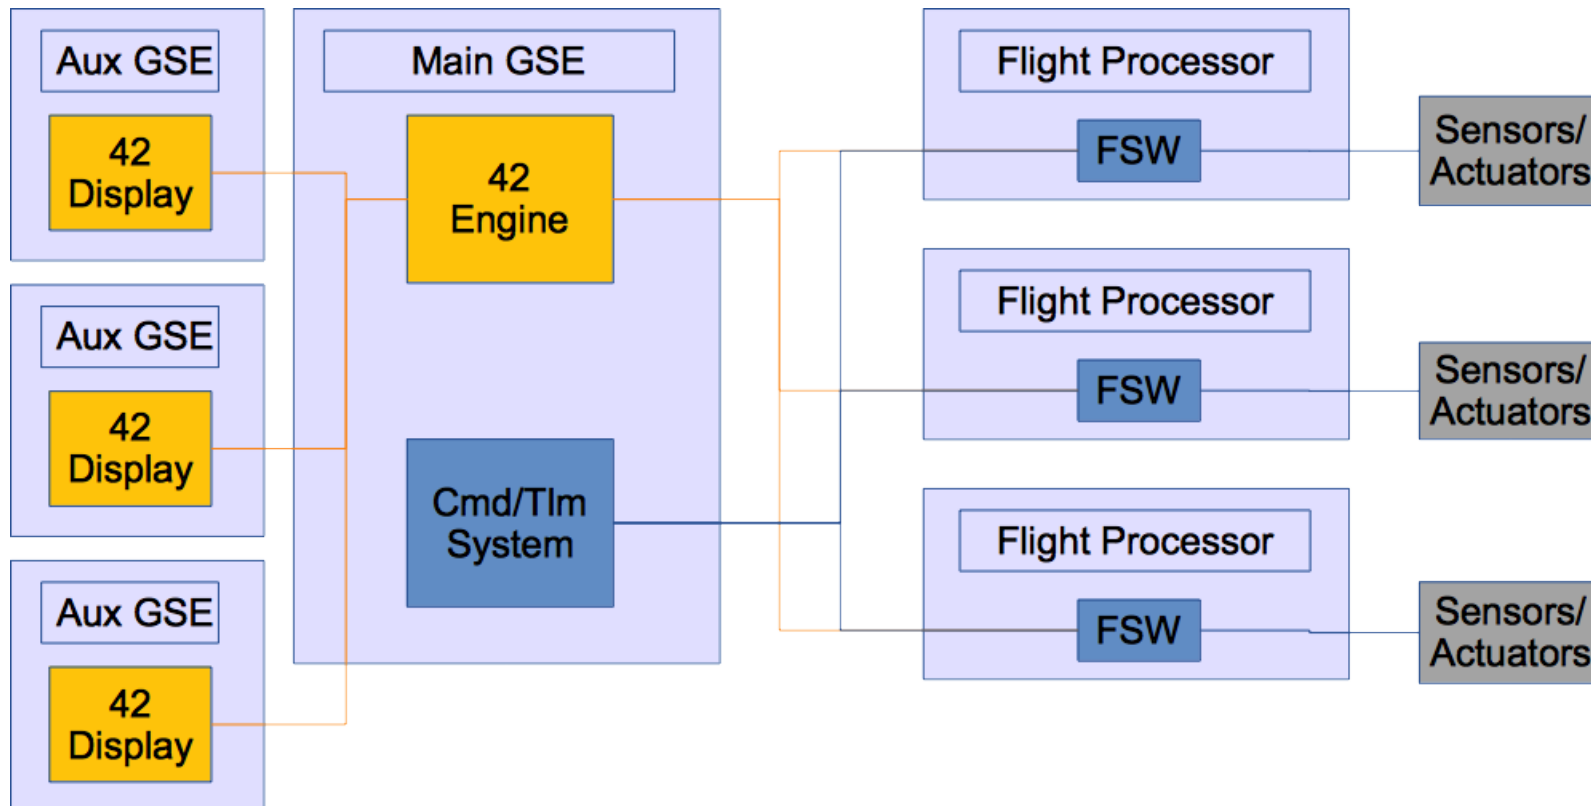 Aux GSE
42
Display
Aux GSE
42
Display
Aux GSE
42
Display
Main GSE
42
Engine
Cmd/Tlm
System
Flight Processor
FSW
Sensors/
Actuators
Flight Processor
FSW
Sensors/
Actuators
Flight Processor
FSW
Sensors/
Actuators